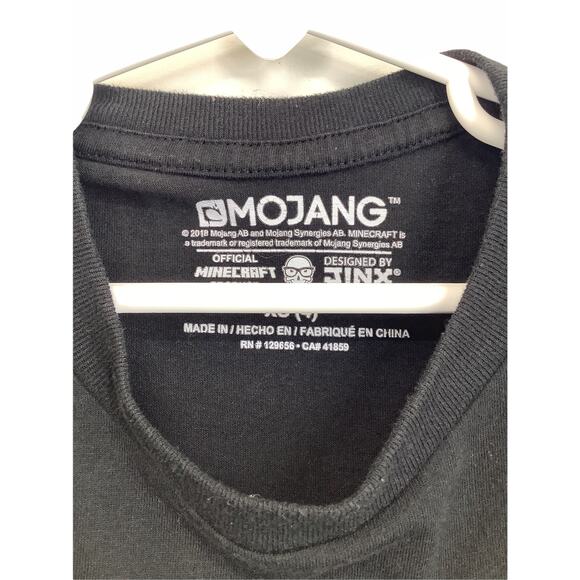 MOJANG™
© 2018 Mojang AB and Mojang Synergies AB. MINECRAFT is
a trademark or registered trademark of Mojang Synergies AB
OFFICIAL DESIGNED BY
MINECRAFT JINX®
MADE IN / HECHO EN / FABRIQUÉ EN CHINA
RN # 129656 • CA# 41859